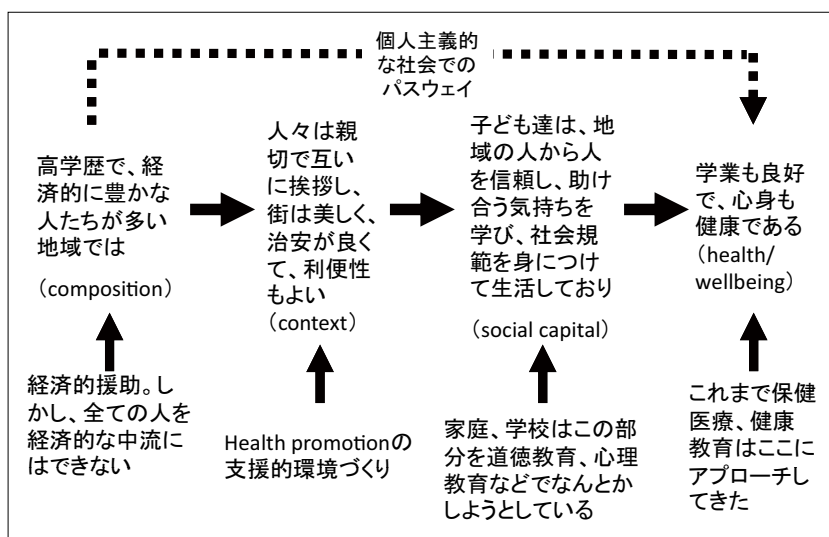 個人主義的
な社会での
パスウェイ
高学歴で、経
済的に豊かな
人たちが多い
地域では
（composition）
人々は親
切で互い
に挨拶し、
街は美しく、
治安が良く
て、利便性
もよい
（context）
子ども達は、地
域の人から人
を信頼し、助け
合う気持ちを
学び、社会規
範を身につけ
て生活しており
（social capital）
学業も良好
で、心身も
健康である
（health/
wellbeing）
経済的援助。し
かし、全ての人を
経済的な中流に
はできない
Health promotionの
支援的環境づくり
家庭、学校はこの部
分を道徳教育、心理
教育などでなんとか
しようとしている
これまで保健
医療、健康
教育はここに
アプローチし
てきた